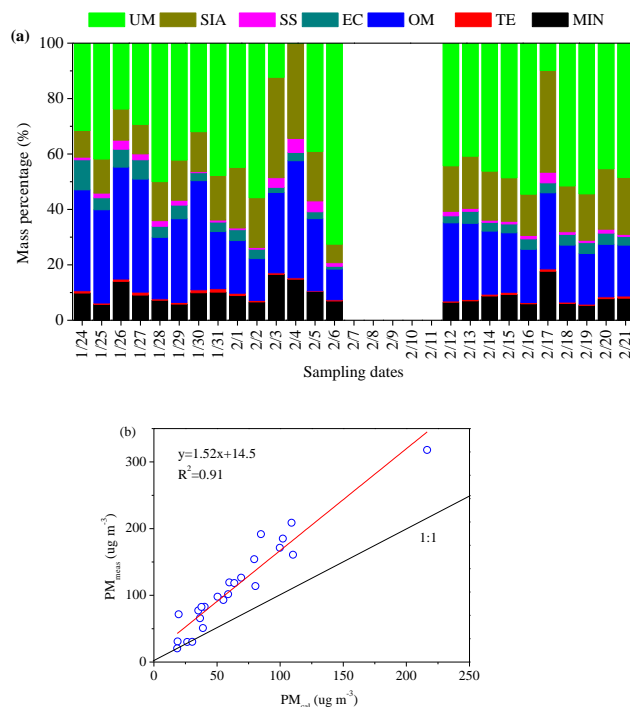 UM SIA SS EC OM TE MIN
(a)
Mass percentage (%)
100
80
60
40
20
0
1/24 1/25 1/26 1/27 1/28 1/29 1/30 1/31 2/1 2/2 2/3 2/4 2/5 2/6 2/7 2/8 2/9 2/10 2/11 2/12 2/13 2/14 2/15 2/16 2/17 2/18 2/19 2/20 2/21
Sampling dates
(b)
y=1.52x+14.5
R²=0.91
PM_meas (ug m⁻³)
300
200
100
0
1:1
0 50 100 150 200 250
PM_cal (ug m⁻³)